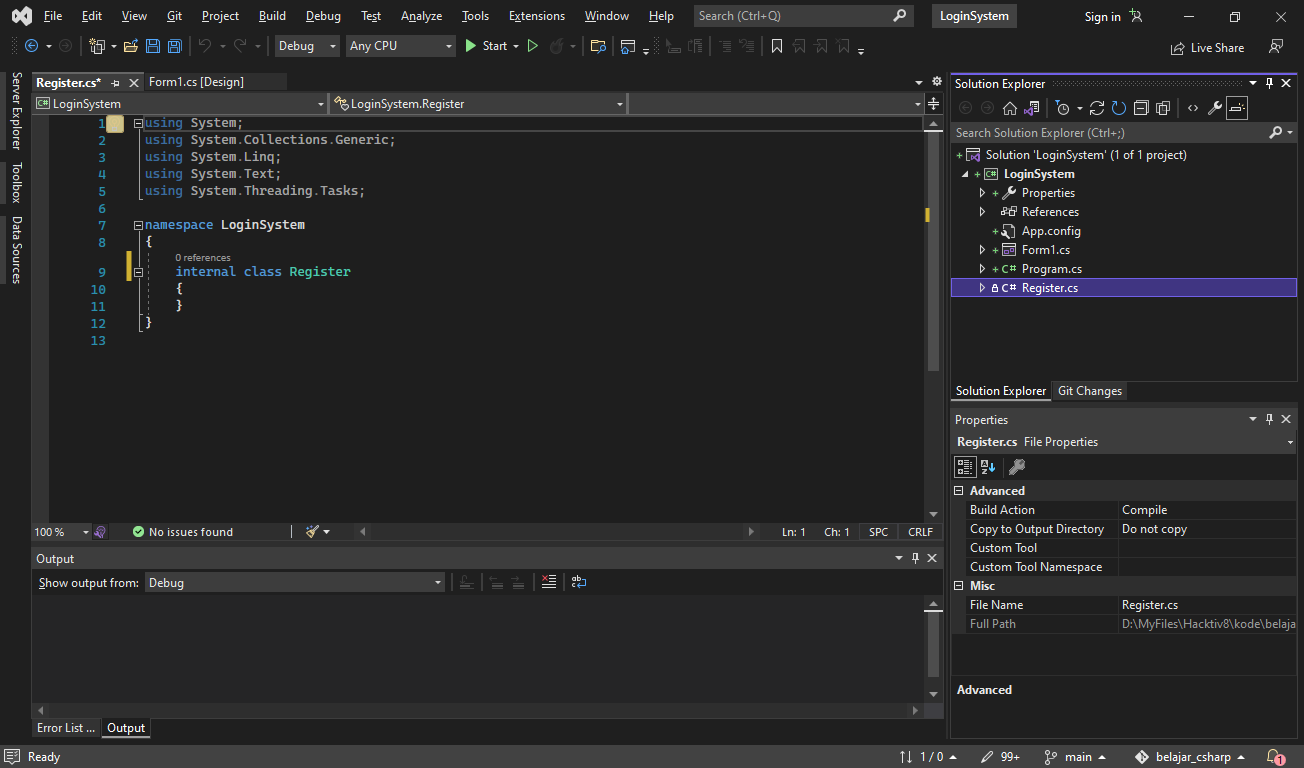 File Edit View Git Project Build Debug Test Analyze Tools Extensions Window Help Search (Ctrl+Q) LoginSystem Sign in
Debug Any CPU Start Live Share
Server Explorer
Toolbox
Data Sources
Register.cs* Form1.cs [Design]
LoginSystem LoginSystem.Register
1 using System;
2 using System.Collections.Generic;
3 using System.Linq;
4 using System.Text;
5 using System.Threading.Tasks;
6
7 namespace LoginSystem
8 {
0 references
9 internal class Register
10 {
11 }
12 }
13
100 % No issues found Ln: 1 Ch: 1 SPC CRLF
Output
Show output from: Debug
Error List ... Output
Solution Explorer
Search Solution Explorer (Ctrl+;)
Solution 'LoginSystem' (1 of 1 project)
C# LoginSystem
Properties
References
App.config
Form1.cs
C# Program.cs
C# Register.cs
Solution Explorer Git Changes
Properties
Register.cs File Properties
Advanced
Build Action Compile
Copy to Output Directory Do not copy
Custom Tool
Custom Tool Namespace
Misc
File Name Register.cs
Full Path D:\MyFiles\Hacktiv8\kode\belaja
Advanced
Ready 1 / 0 99+ main belajar_csharp 1